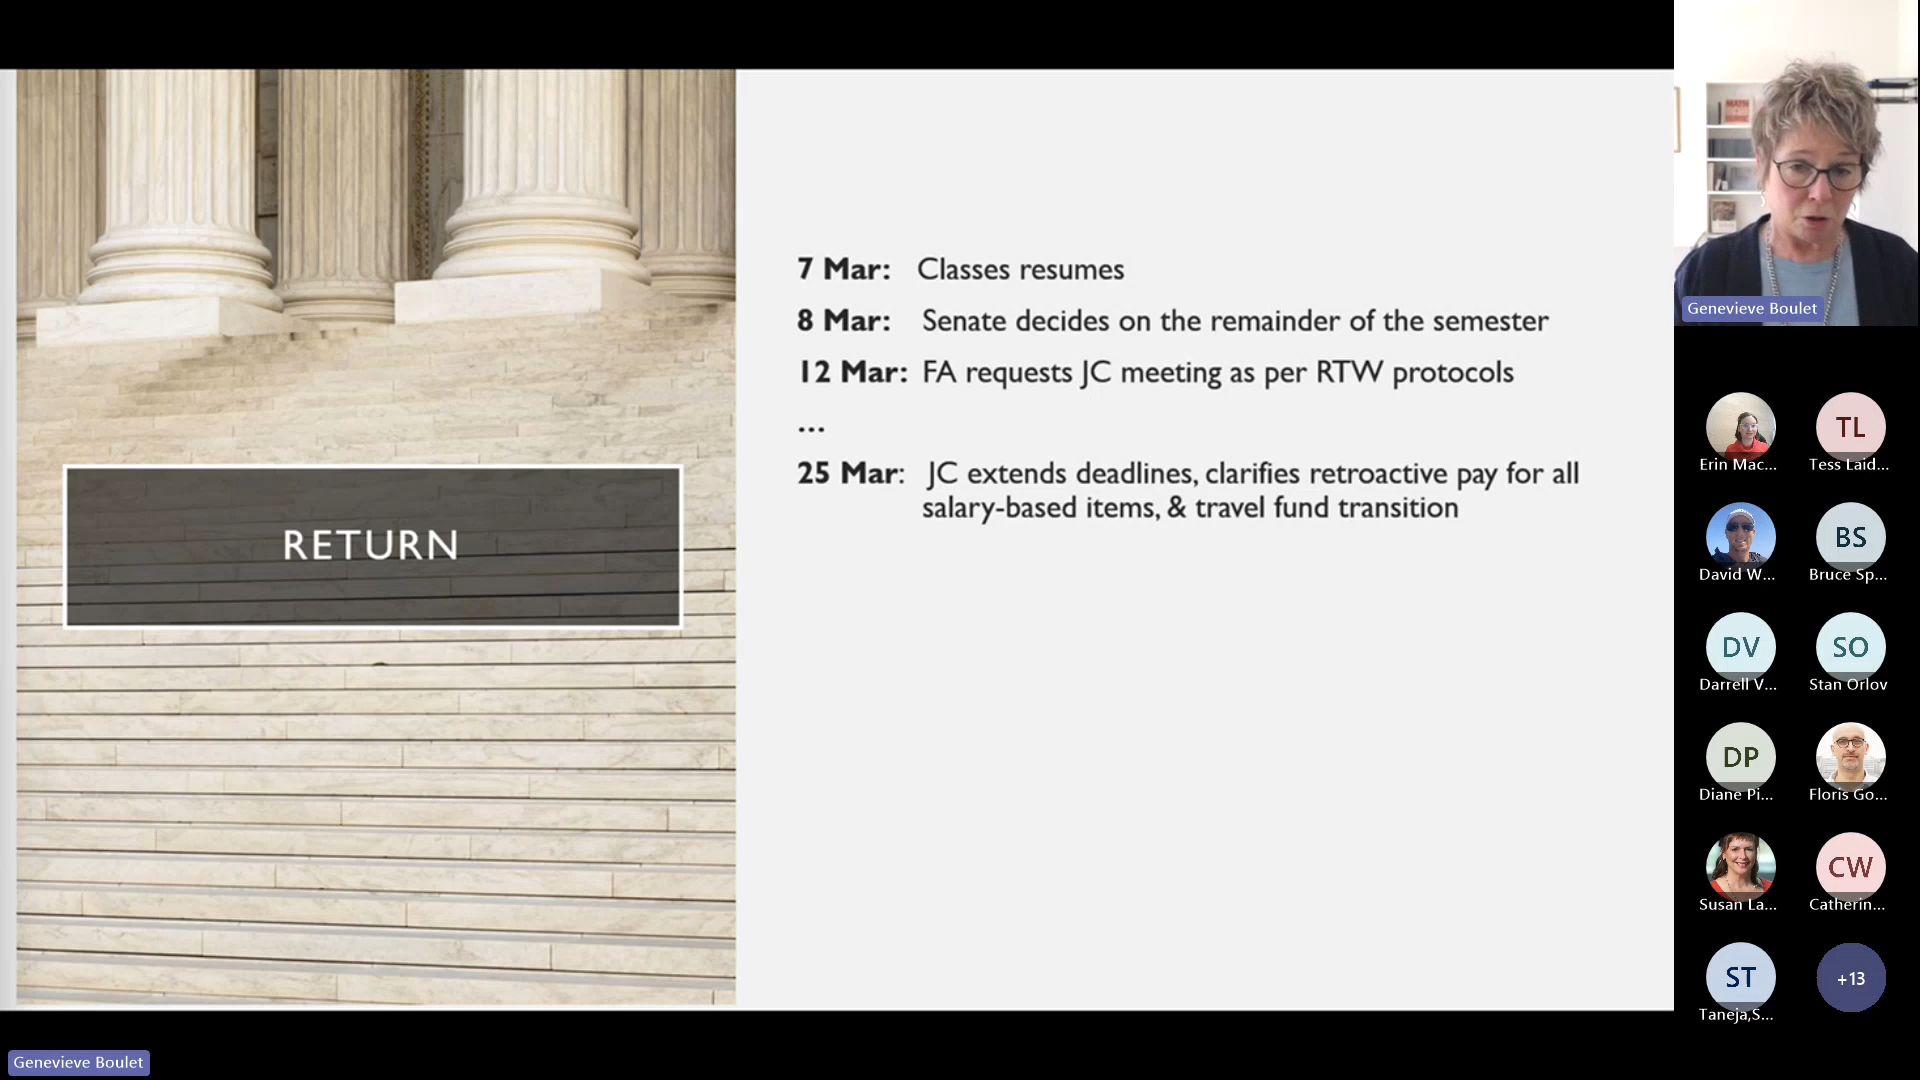 RETURN
7 Mar: Classes resumes
8 Mar: Senate decides on the remainder of the semester
12 Mar: FA requests JC meeting as per RTW protocols
...
25 Mar: JC extends deadlines, clarifies retroactive pay for all
salary-based items, & travel fund transition
Genevieve Boulet
Erin Mac...
TL
Tess Laid...
David W...
BS
Bruce Sp...
DV
Darrell V...
SO
Stan Orlov
DP
Diane Pi...
Floris Go...
Susan La...
CW
Catherin...
ST
Taneja,S...
+13
Genevieve Boulet